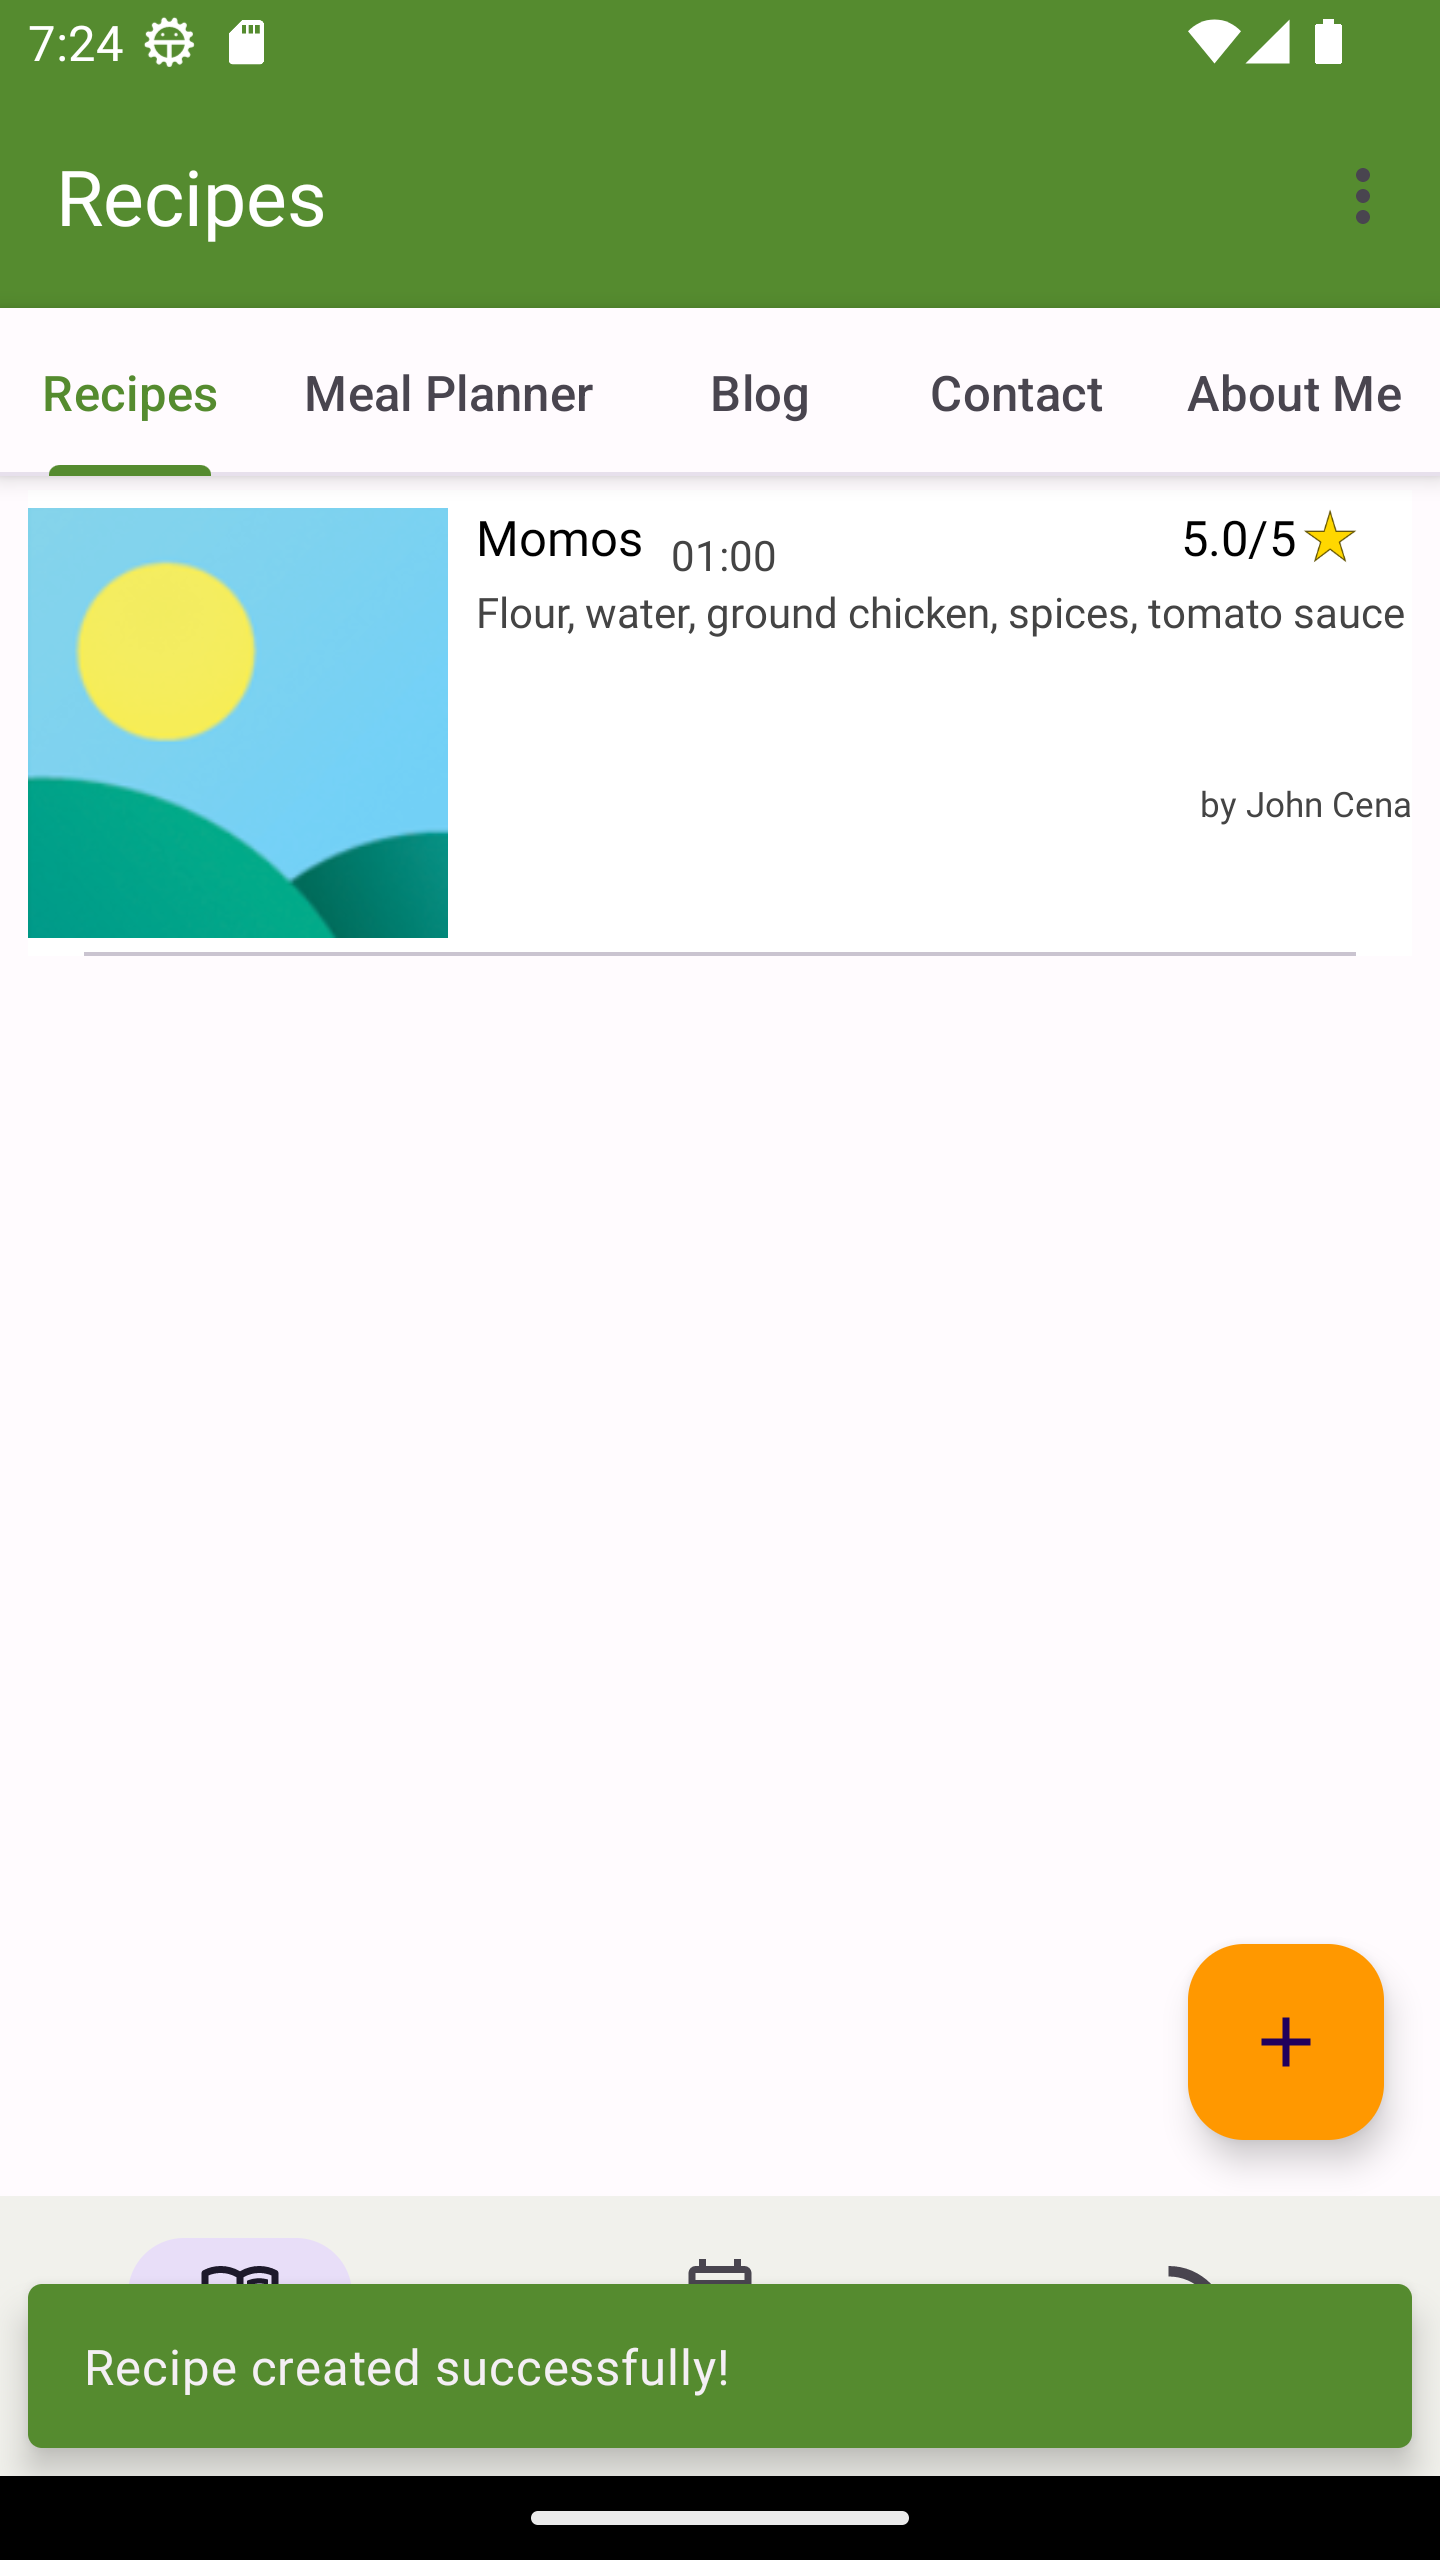 7:24
Recipes
Recipes Meal Planner Blog Contact About Me
Momos 01:00 5.0/5
Flour, water, ground chicken, spices, tomato sauce
by John Cena
Recipe created successfully!